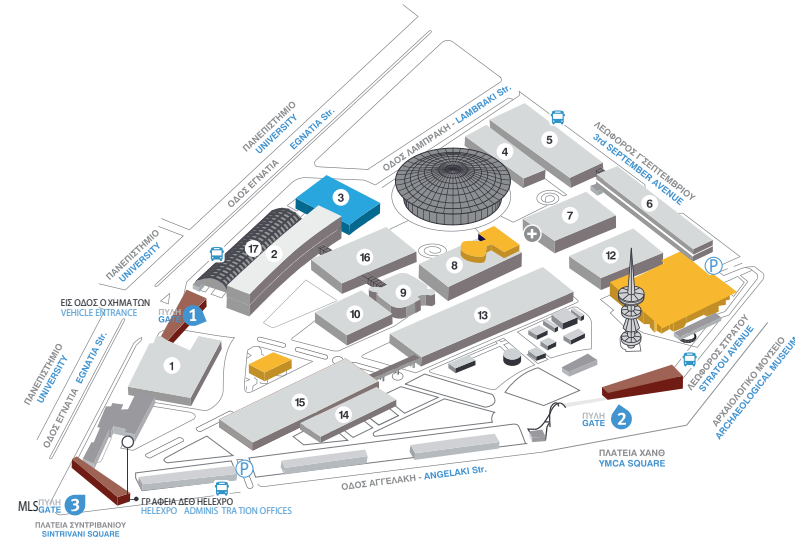 ΠΑΝΕΠΙΣΤΗΜΙΟ
UNIVERSITY
ΟΔΟΣ ΕΓΝΑΤΙΑ EGNATIA Str.
ΟΔΟΣ ΛΑΜΠΡΑΚΗ - LAMBRAKI Str.
ΛΕΩΦΟΡΟΣ Γ'ΣΕΠΤΕΜΒΡΙΟΥ
3rd SEPTEMBER AVENUE
5
4
3
6
7
17
2
16
8
12
P
ΠΑΝΕΠΙΣΤΗΜΙΟ
UNIVERSITY
9
10
13
ΕΙΣ ΟΔΟΣ Ο ΧΗΜΑ ΤΩΝ
VEHICLE ENTRANCE
ΠΥΛΗ
GATE 1
1
ΠΑΝΕΠΙΣΤΗΜΙΟ
UNIVERSITY
ΟΔΟΣ ΕΓΝΑΤΙΑ EGNATIA Str.
15
14
ΛΕΩΦΟΡΟΣ ΣΤΡΑΤΟΥ
STRATOU AVENUE
ΑΡΧΑΙΟΛΟΓΙΚΟ ΜΟΥΣΕΙΟ
ARCHAEOLOGICAL MUSEUM
ΠΥΛΗ
GATE 2
ΠΛΑΤΕΙΑ ΧΑΝΘ
YMCA SQUARE
P
ΟΔΟΣ ΑΓΓΕΛΑΚΗ - ANGELAKI Str.
ΓΡΑΦΕΙΑ ΔΕΘ HELEXPO
HELEXPO ADMINIS TRA TION OFFICES
MLS ΠΥΛΗ
GATE 3
ΠΛΑΤΕΙΑ ΣΥΝΤΡΙΒΑΝΙΟΥ
SINTRIVANI SQUARE